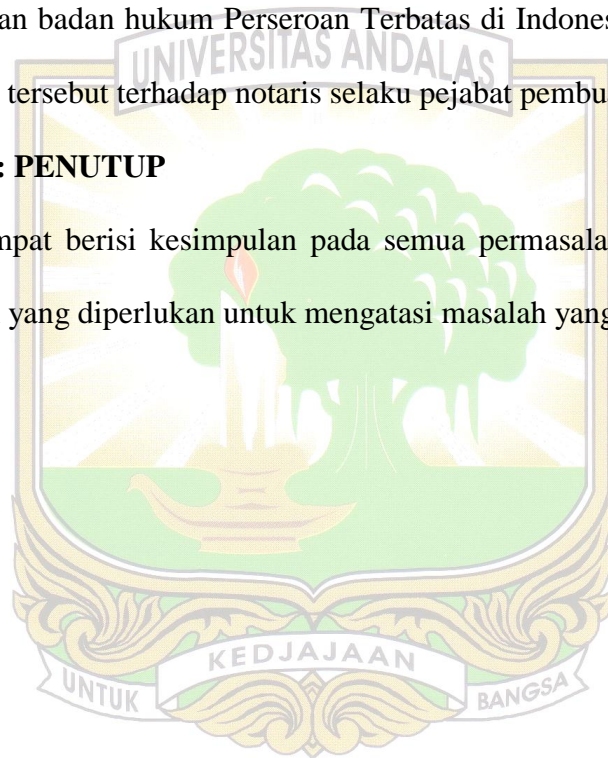 an badan hukum Perseroan Terbatas di Indones
UNIVERSITAS ANDALAS
tersebut terhadap notaris selaku pejabat pembu
: PENUTUP
mpat berisi kesimpulan pada semua permasala
yang diperlukan untuk mengatasi masalah yang
UNTUK KEDJAJAAN BANGSA